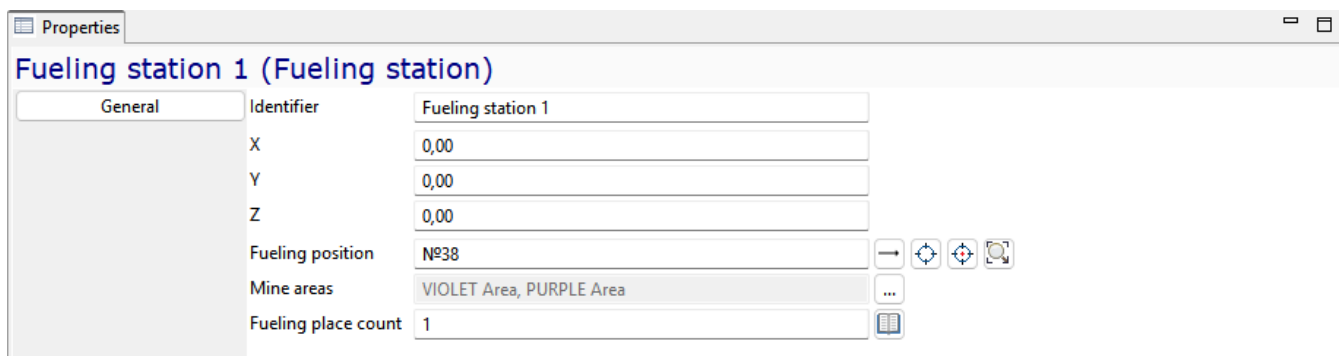 Properties
Fueling station 1 (Fueling station)
General
Identifier Fueling station 1
X 0,00
Y 0,00
Z 0,00
Fueling position №38
Mine areas VIOLET Area, PURPLE Area ...
Fueling place count 1